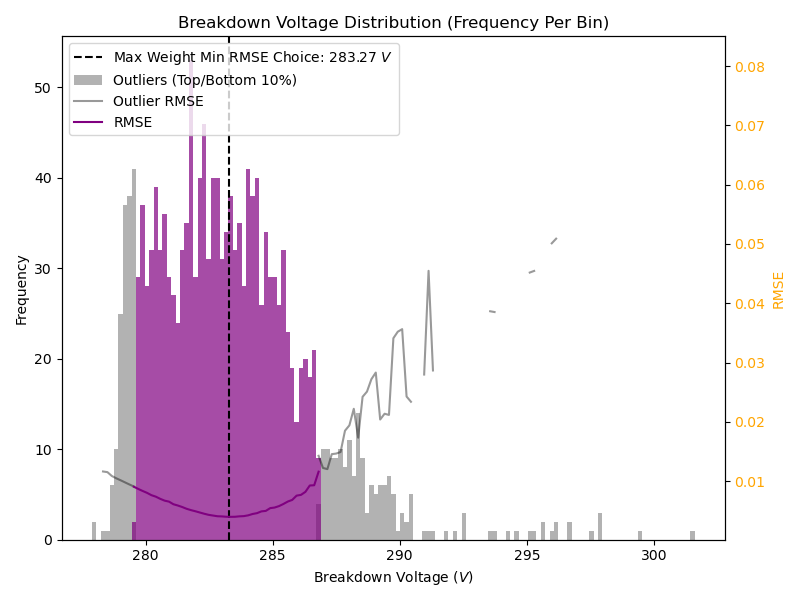 Breakdown Voltage Distribution (Frequency Per Bin)
Max Weight Min RMSE Choice: 283.27 V
Outliers (Top/Bottom 10%)
Outlier RMSE
RMSE
50
40
30
20
10
0
Frequency
0.08
0.07
0.06
0.05
0.04
0.03
0.02
0.01
RMSE
280
285
290
295
300
Breakdown Voltage (V)